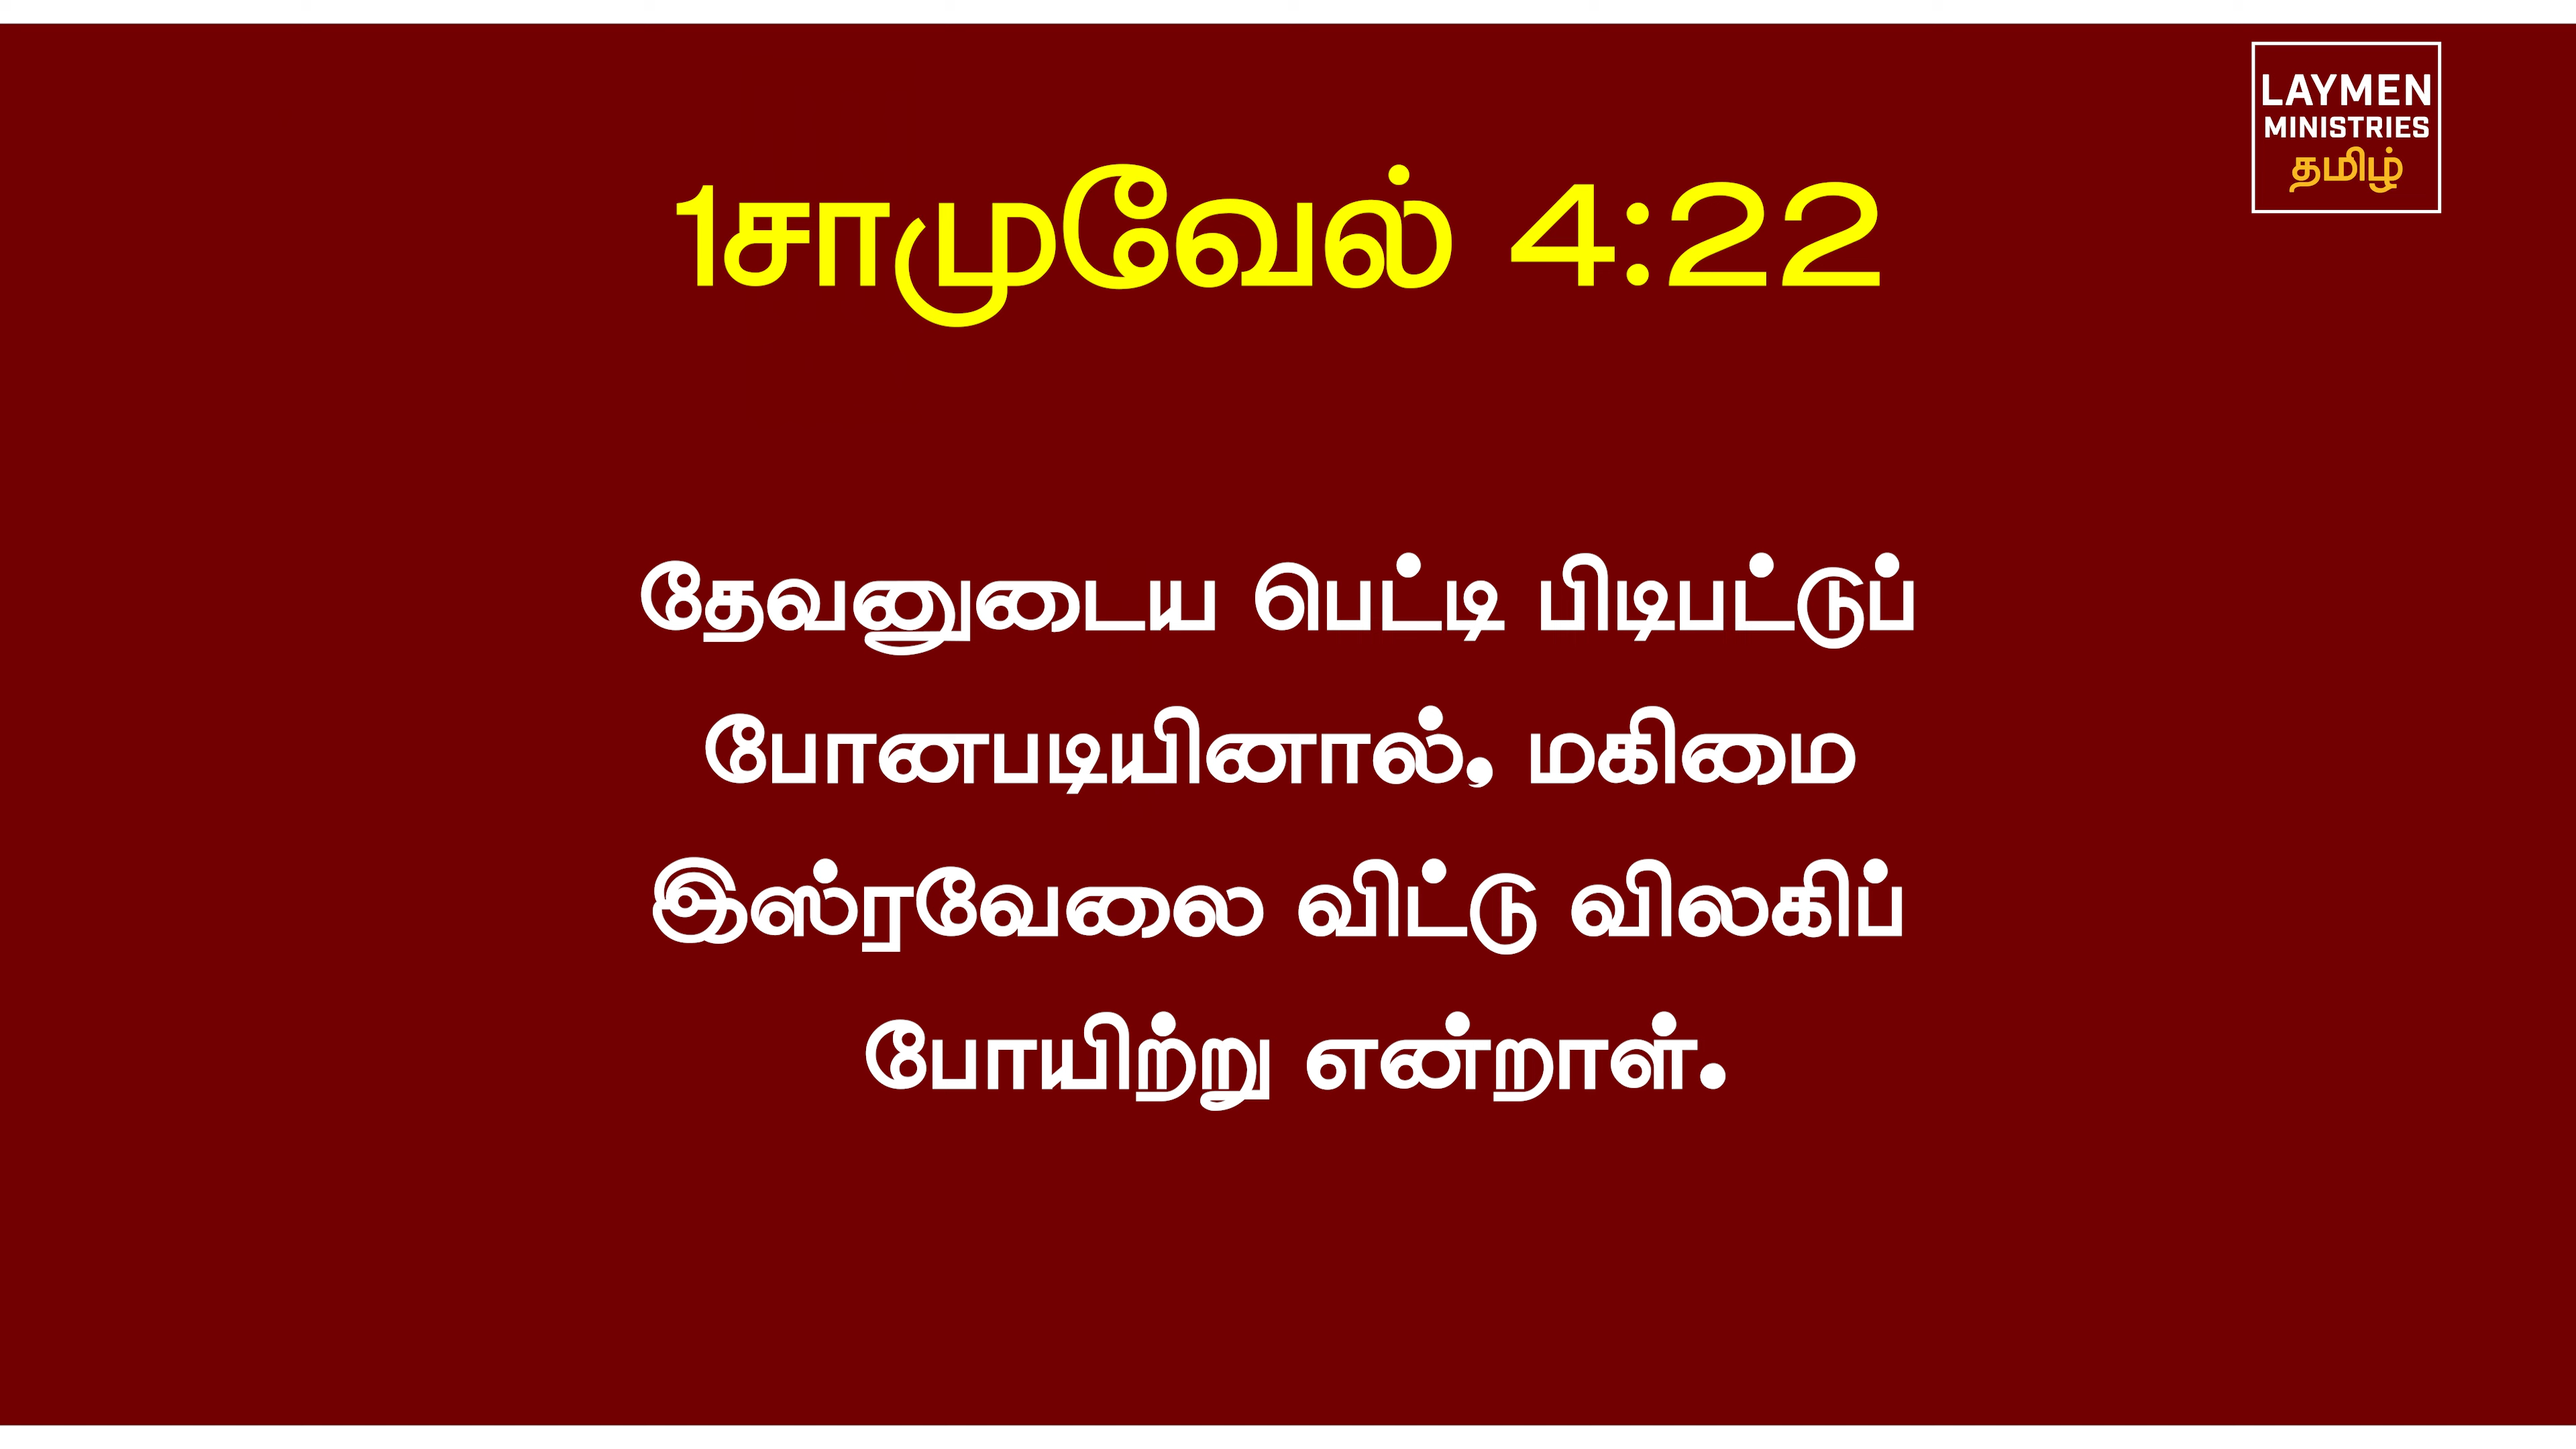 LAYMEN
MINISTRIES
தமிழ்
1சாமுவேல் 4:22
தேவனுடைய பெட்டி பிடிபட்டுப்
போனபடியினால், மகிமை
இஸ்ரவேலை விட்டு விலகிப்
போயிற்று என்றாள்.